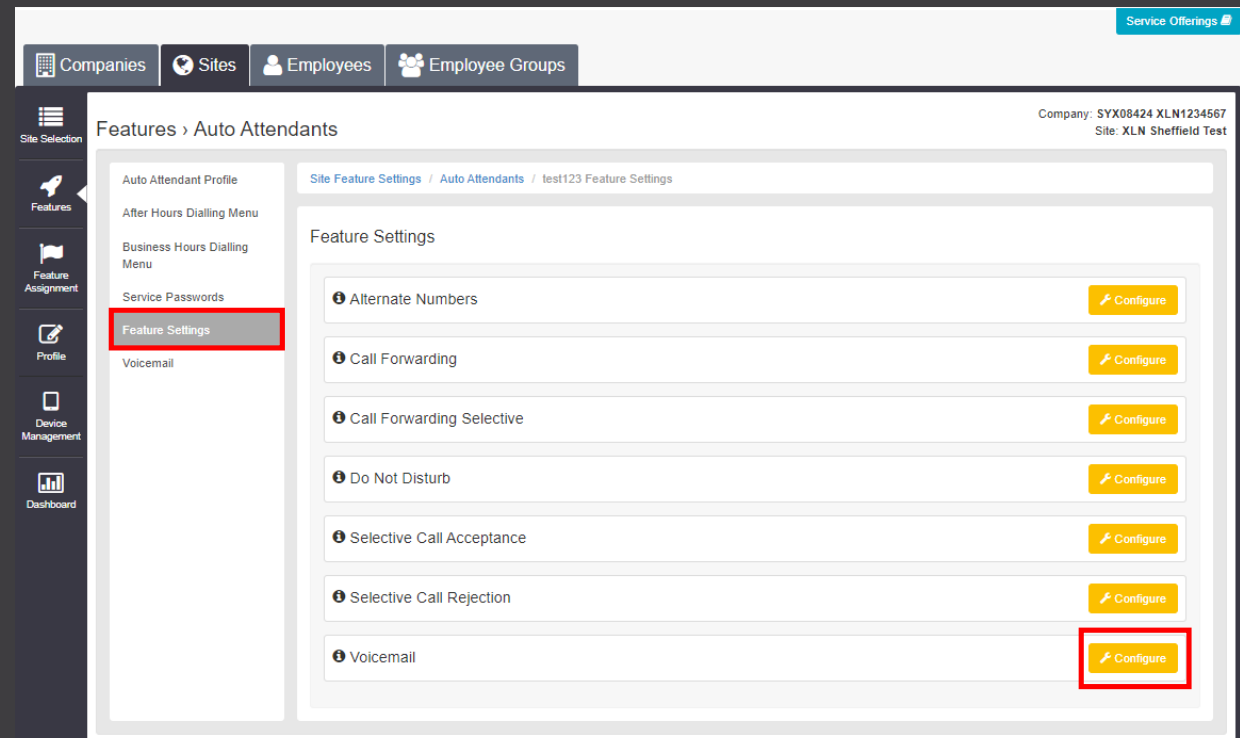 Service Offerings
Companies
Sites
Employees
Employee Groups
Company: SYX08424 XLN1234567
Site: XLN Sheffield Test
Site Selection
Features
Feature
Assignment
Profile
Device
Management
Dashboard
Features › Auto Attendants
Auto Attendant Profile
After Hours Dialling Menu
Business Hours Dialling
Menu
Service Passwords
Feature Settings
Voicemail
Site Feature Settings / Auto Attendants / test123 Feature Settings
Feature Settings
Alternate Numbers
Configure
Call Forwarding
Configure
Call Forwarding Selective
Configure
Do Not Disturb
Configure
Selective Call Acceptance
Configure
Selective Call Rejection
Configure
Voicemail
Configure